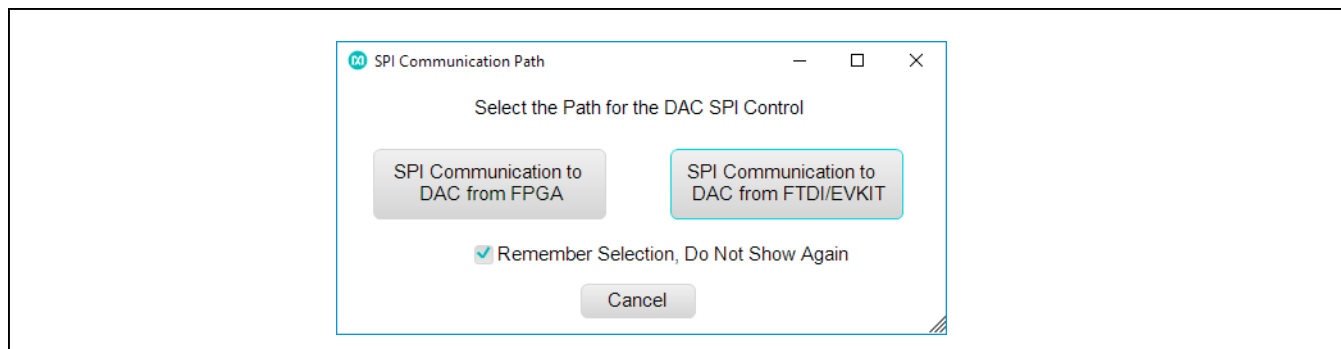 SPI Communication Path
Select the Path for the DAC SPI Control
SPI Communication to
DAC from FPGA
SPI Communication to
DAC from FTDI/EVKIT
Remember Selection, Do Not Show Again
Cancel